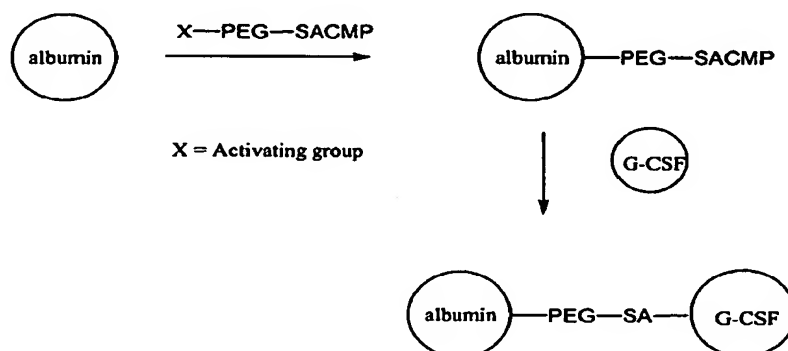 X—PEG—SACMP
albumin
albumin—PEG—SACMP
X = Activating group
G-CSF
albumin—PEG—SA—G-CSF